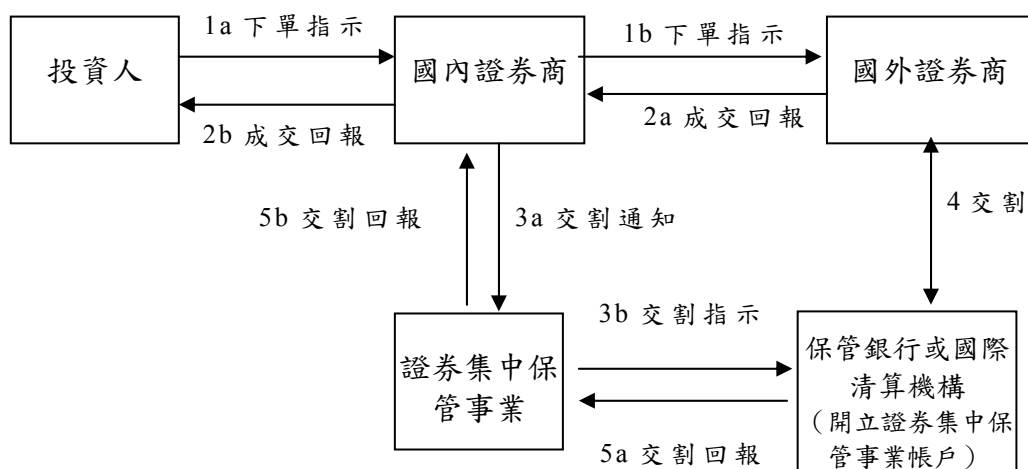 1a 下單指示
1b 下單指示
投資人
國內證券商
國外證券商
2b 成交回報
2a 成交回報
5b 交割回報
3a 交割通知
4 交割
3b 交割指示
證券集中保
管事業
保管銀行或國際
清算機構
（開立證券集中保
管事業帳戶）
5a 交割回報